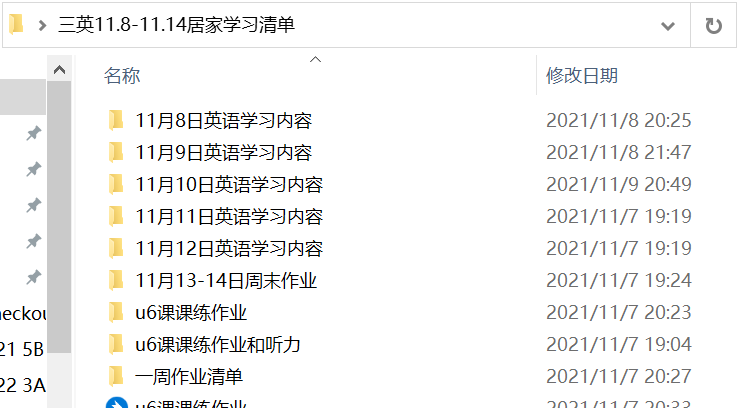 三英11.8-11.14居家学习清单
名称 修改日期
11月8日英语学习内容 2021/11/8 20:25
11月9日英语学习内容 2021/11/8 21:47
11月10日英语学习内容 2021/11/9 20:49
11月11日英语学习内容 2021/11/7 19:19
11月12日英语学习内容 2021/11/7 19:19
11月13-14日周末作业 2021/11/7 19:24
eckou u6课课练作业 2021/11/7 20:23
21 5B u6课课练作业和听力 2021/11/7 19:04
22 3A 一周作业清单 2021/11/7 20:27
u6课课练作业 2021/11/7 20:33